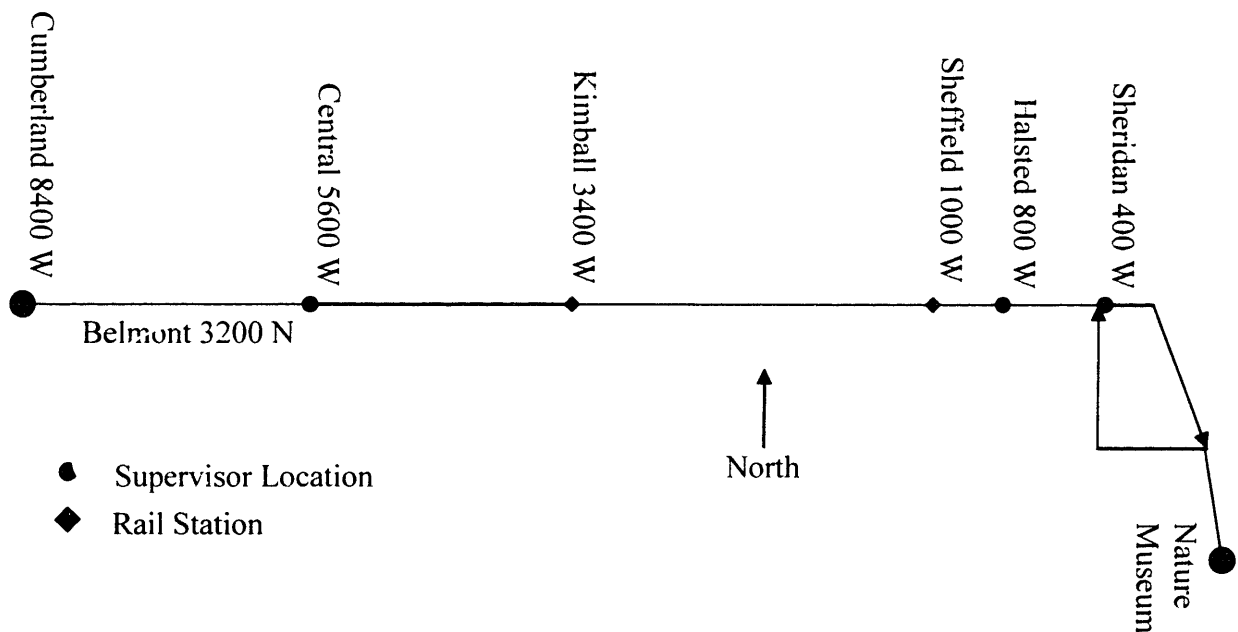 Cumberland 8400 W
Central 5600 W
Kimball 3400 W
Sheffield 1000 W
Halsted 800 W
Sheridan 400 W
Belmont 3200 N
North
Supervisor Location
Rail Station
Nature
Museum